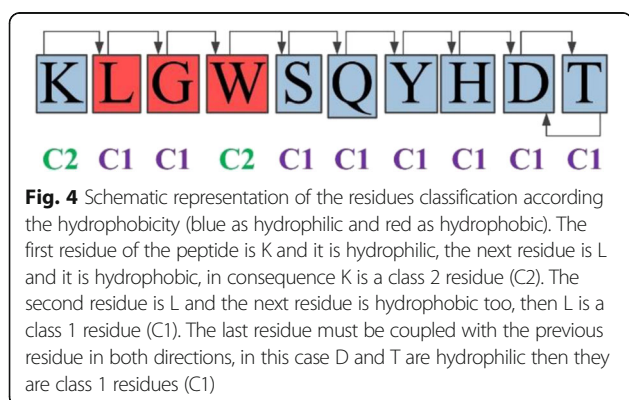 K L G W S Q Y H D T
C2 C1 C1 C2 C1 C1 C1 C1 C1 C1
Fig. 4 Schematic representation of the residues classification according
the hydrophobicity (blue as hydrophilic and red as hydrophobic). The
first residue of the peptide is K and it is hydrophilic, the next residue is L
and it is hydrophobic, in consequence K is a class 2 residue (C2). The
second residue is L and the next residue is hydrophobic too, then L is a
class 1 residue (C1). The last residue must be coupled with the previous
residue in both directions, in this case D and T are hydrophilic then they
are class 1 residues (C1)